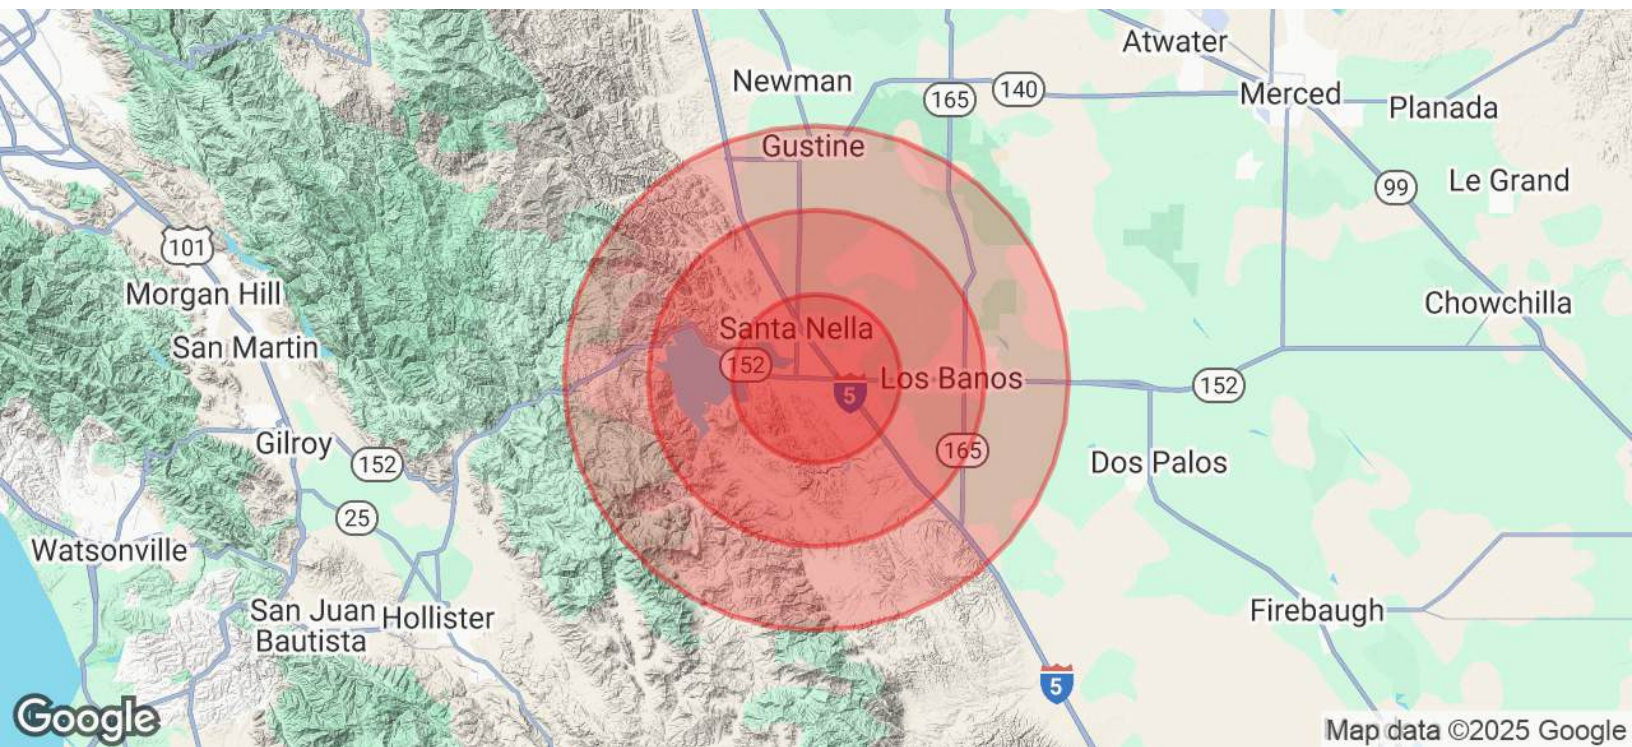 Atwater
Newman
165
140
Merced
Planada
Gustine
99
Le Grand
101
Morgan Hill
Chowchilla
Santa Nella
San Martin
152
5
Los Banos
152
Gilroy
152
165
Dos Palos
25
Watsonville
San Juan
Bautista
Hollister
Firebaugh
5
Google
Map data ©2025 Google